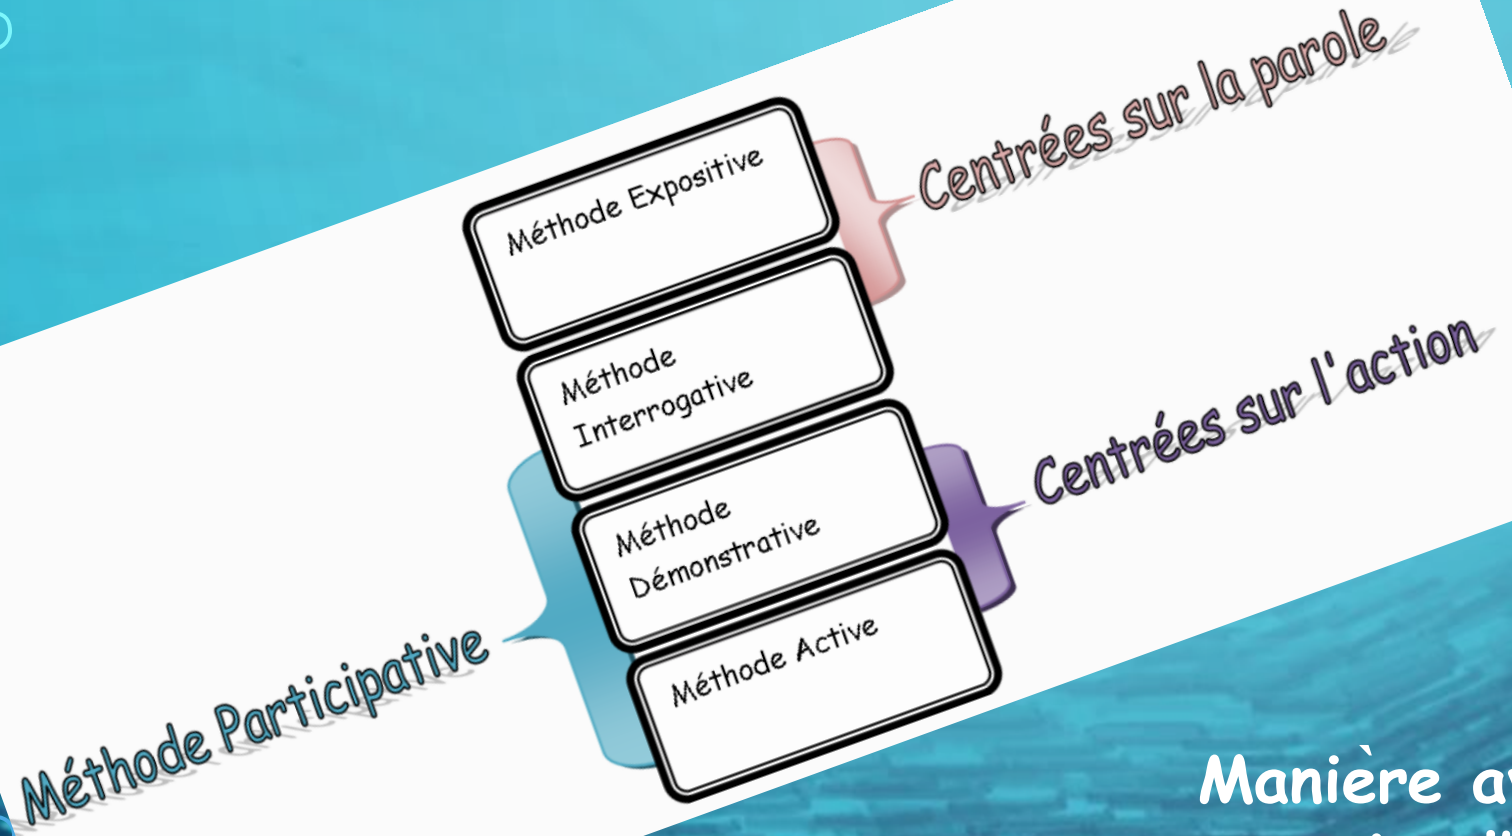 Centrées sur la parole
Méthode Expositive
Méthode
Interrogative
Centrées sur l'action
Méthode
Démonstrative
Méthode Active
Méthode Participative
Manière